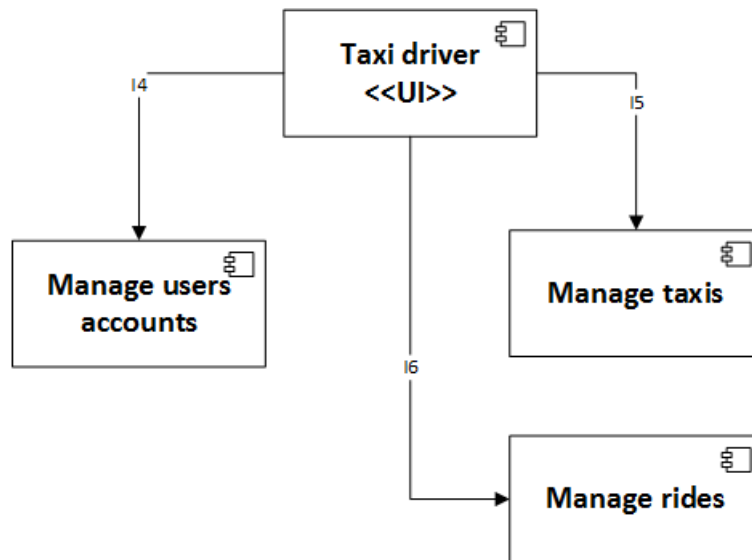 Taxi driver
<<UI>>
I4
I5
Manage users
accounts
Manage taxis
I6
Manage rides